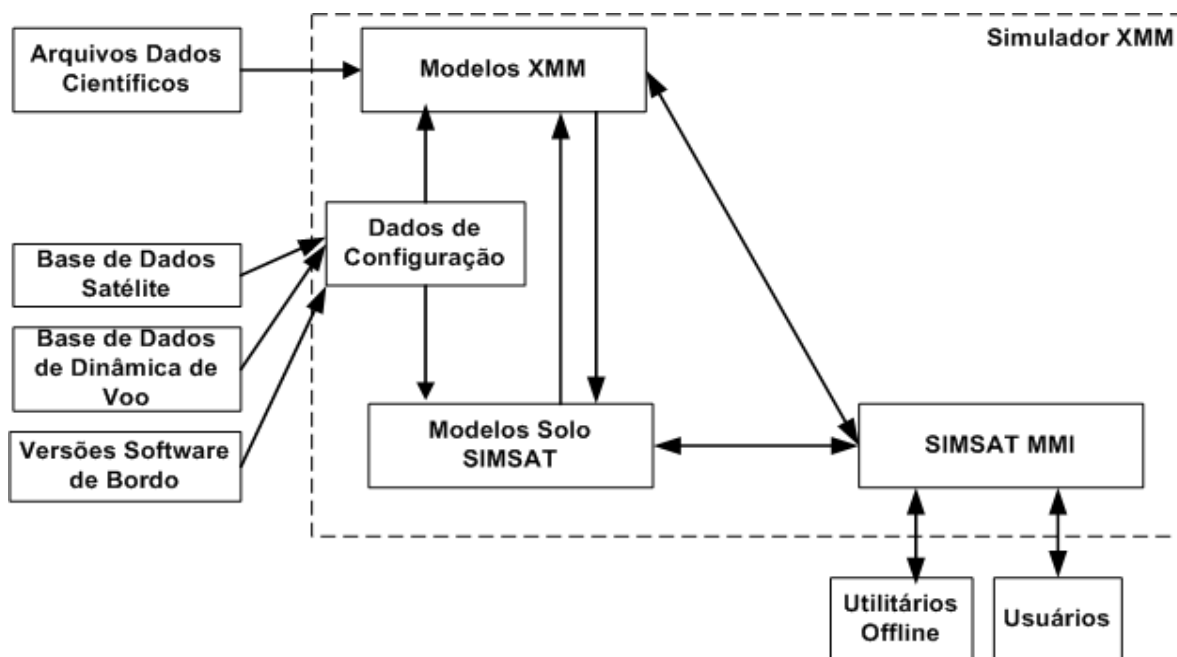 Simulador XMM
Arquivos Dados
Científicos
Modelos XMM
Dados de
Configuração
Base de Dados
Satélite
Base de Dados
de Dinâmica de
Voo
Versões Software
de Bordo
Modelos Solo
SIMSAT
SIMSAT MMI
Utilitários
Offline
Usuários